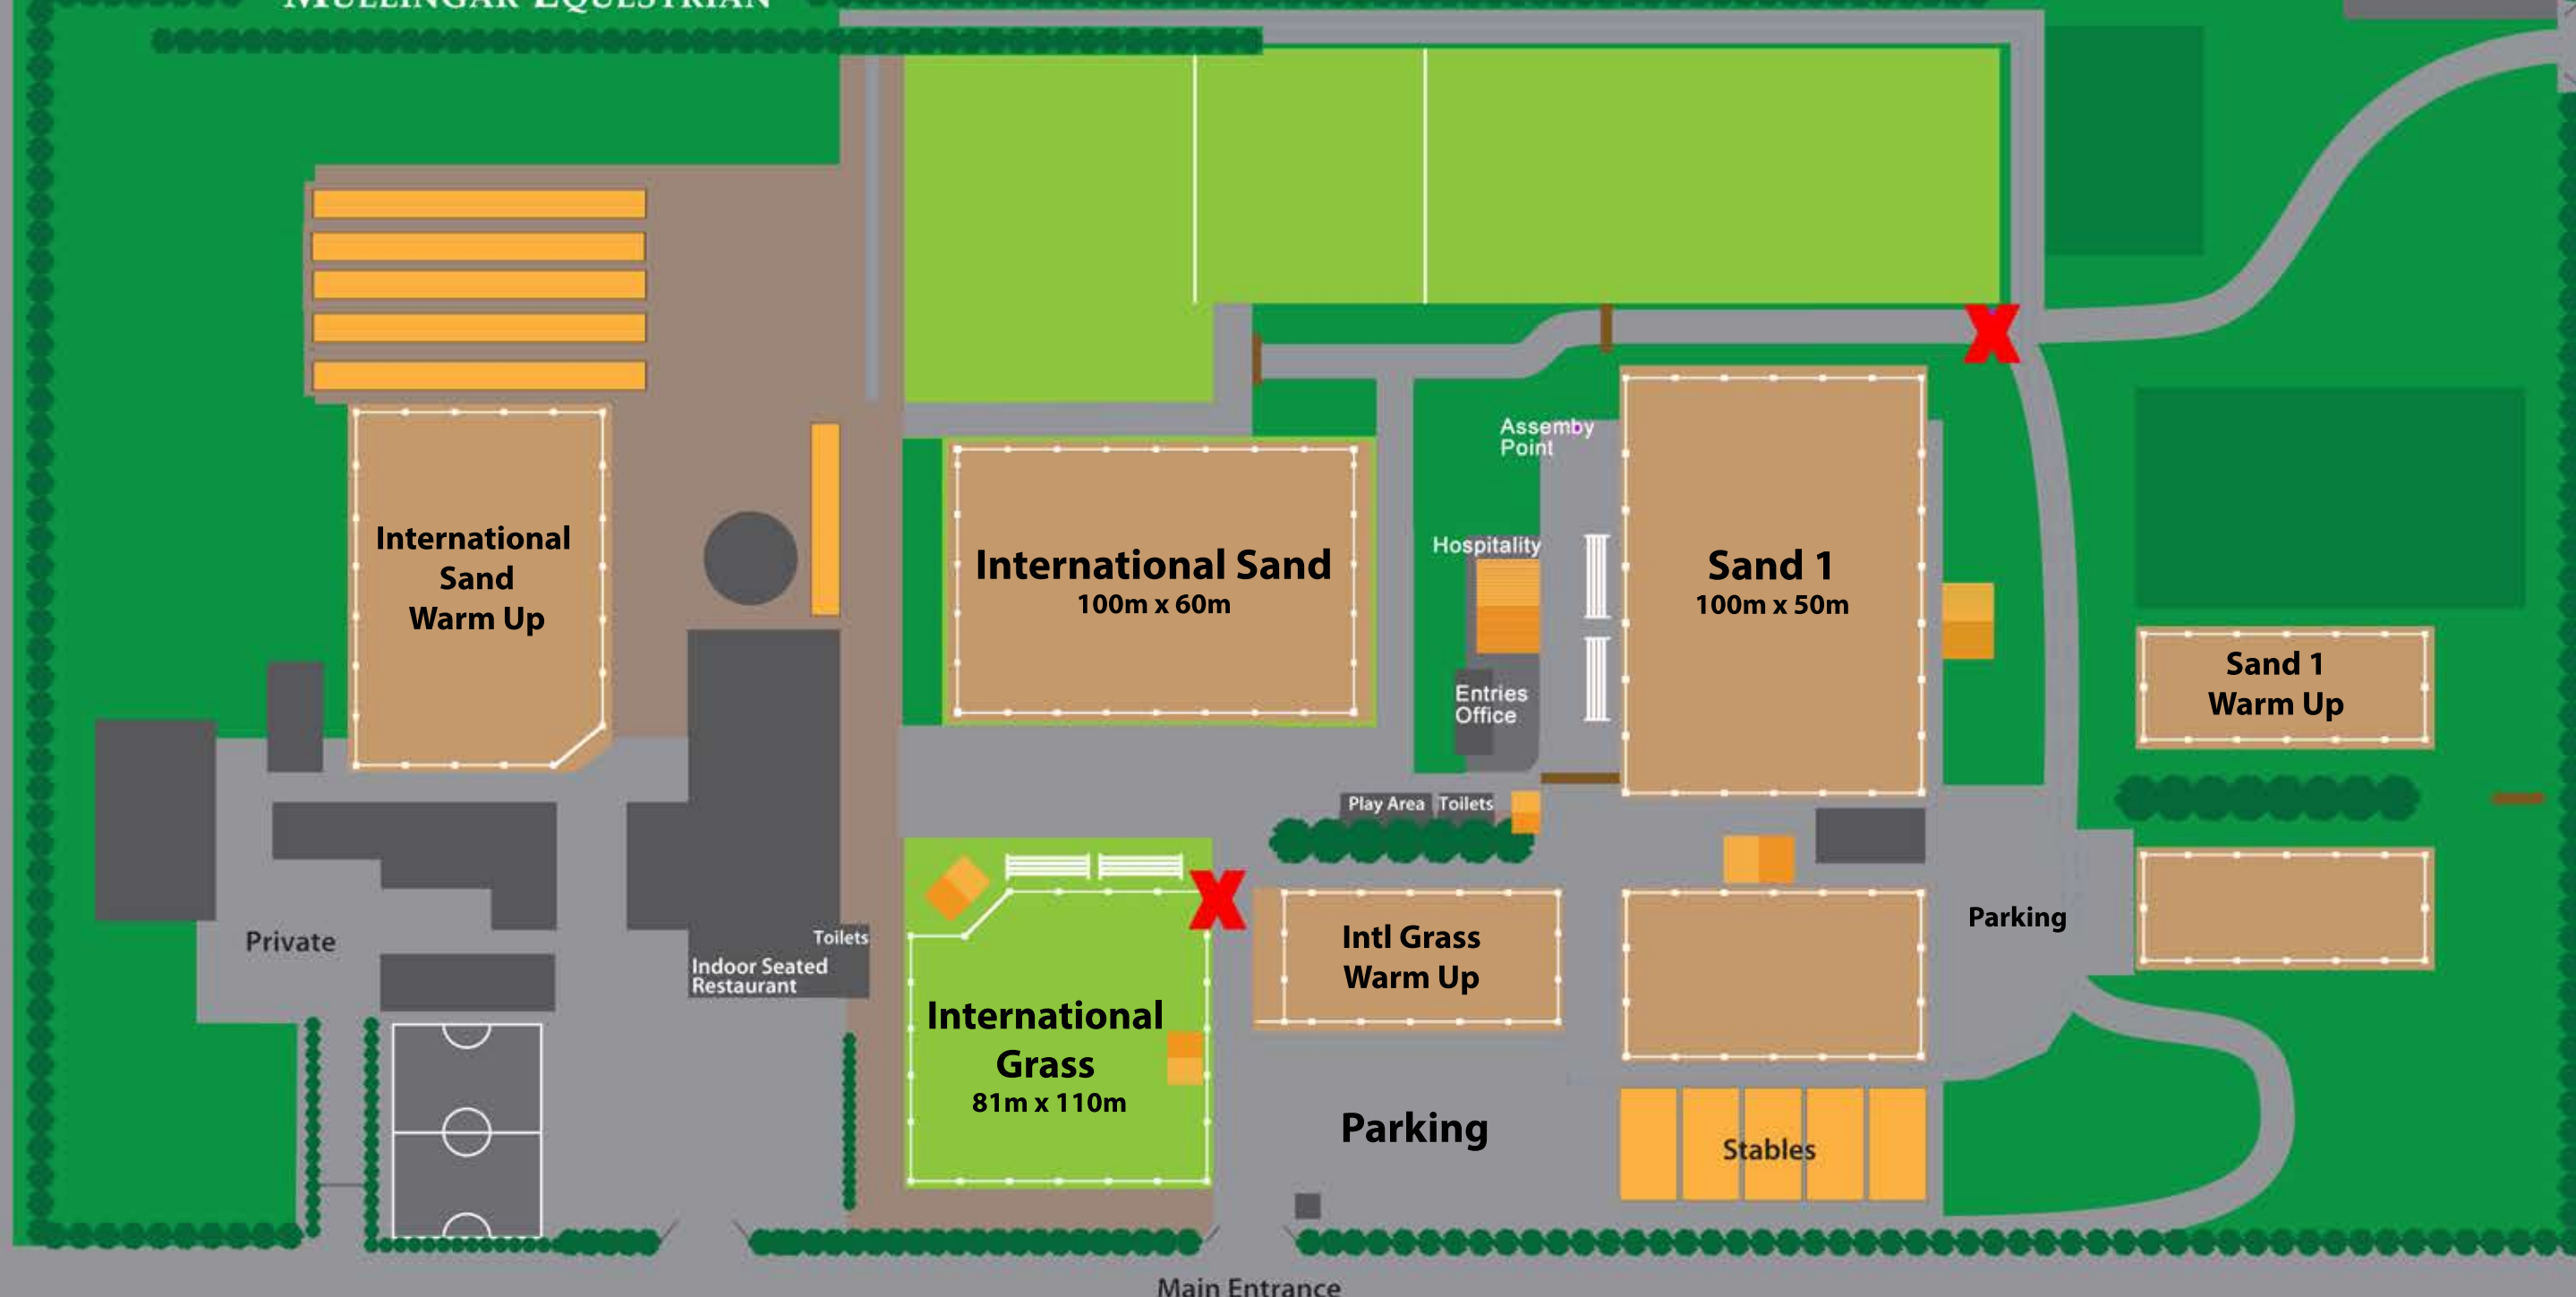 MULLINGAR EQUESTRIAN
Assemby
Point
International
Sand
Warm Up
International Sand
100m x 60m
Hospitality
Sand 1
100m x 50m
Entries
Office
Sand 1
Warm Up
Play Area
Toilets
Private
Toilets
Indoor Seated
Restaurant
Intl Grass
Warm Up
Parking
International
Grass
81m x 110m
Parking
Stables
Main Entrance